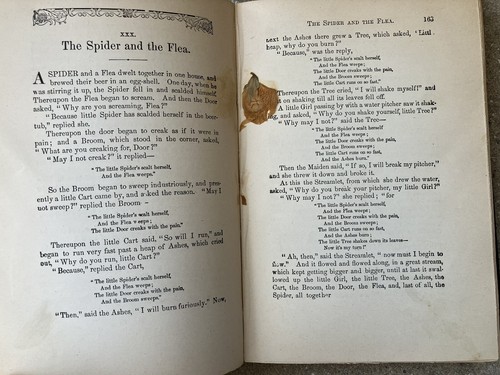 XXX.
The Spider and the Flea.
A SPIDER and a Flea dwelt together in one house, and
brewed their beer in an egg-shell. One day, when he
was stirring it up, the Spider fell in and scalded himself.
Thereupon the Flea began to scream. And then the Door
asked, "Why are you screaming, Flea?"
"Because little Spider has scalded herself in the beer-
tub," replied she.
Thereupon the door began to creak as if it were in
pain; and a Broom, which stood in the corner, asked,
"What are you creaking for, Door?"
"May I not creak?" it replied—
"The little Spider's scalt herself,
And the Flea weeps."
So the Broom began to sweep industriously, and pres-
ently a little Cart came by, and asked the reason. "May I
not sweep?" replied the Broom—
"The little Spider's scalt herself,
And the Flea weeps;
The little Door creaks with the pain."
Thereupon the little Cart said, "So will I run," and
began to run very fast past a heap of Ashes, which cried
out, "Why do you run, little Cart?"
"Because," replied the Cart,
"The little Spider's scalt herself,
And the Flea weeps;
The little Door creaks with the pain,
And the Broom sweeps."
"Then," said the Ashes, "I will burn furiously." Now,
THE SPIDER AND THE FLEA. 163
next the Ashes there grew a Tree, which asked, "Little
heap, why do you burn?"
"Because," was the reply,
"The little Spider's scalt herself,
And the Flea weeps;
The little Door creaks with the pain,
And the Broom sweeps;
The little Cart runs on so fast."
Thereupon the Tree cried, "I will shake myself!" and
on shaking till all its leaves fell off.
A little Girl passing by with a water pitcher saw it shak-
ing, and asked, "Why do you shake yourself, little Tree?"
"Why may I not?" said the Tree—
"The little Spider's scalt herself,
And the Flea weeps;
The little Door creaks with the pain,
And the Broom sweeps;
The little Cart runs on so fast,
And the Ashes burn."
Then the Maiden said, "If so, I will break my pitcher,"
and she threw it down and broke it.
At this the Streamlet, from which she drew the water,
asked, "Why do you break your pitcher, my little Girl?"
"Why may I not?" she replied; "for
"The little Spider's scalt herself,
And the Flea weeps;
The little Door creaks with the pain,
And the Broom sweeps;
The little Cart runs on so fast,
And the Ashes burn;
The little Tree shakes down its leaves—
Now it's my turn!"
"Ah, then," said the Streamlet, "now must I begin to
flow." And it flowed and flowed along, in a great stream,
which kept getting bigger and bigger, until at last it swal-
lowed up the little Girl, the little Tree, the Ashes, the
Cart, the Broom, the Door, the Flea, and, last of all, the
Spider, all together